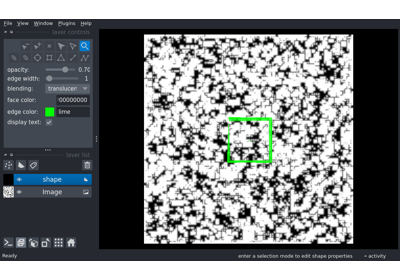 File View Window Plugins Help
layer controls
opacity: 0.70
edge width: 1
blending: translucen
face color: 00000000
edge color: lime
display text:
layer list
shape
Image
Ready enter a selection mode to edit shape properties activity